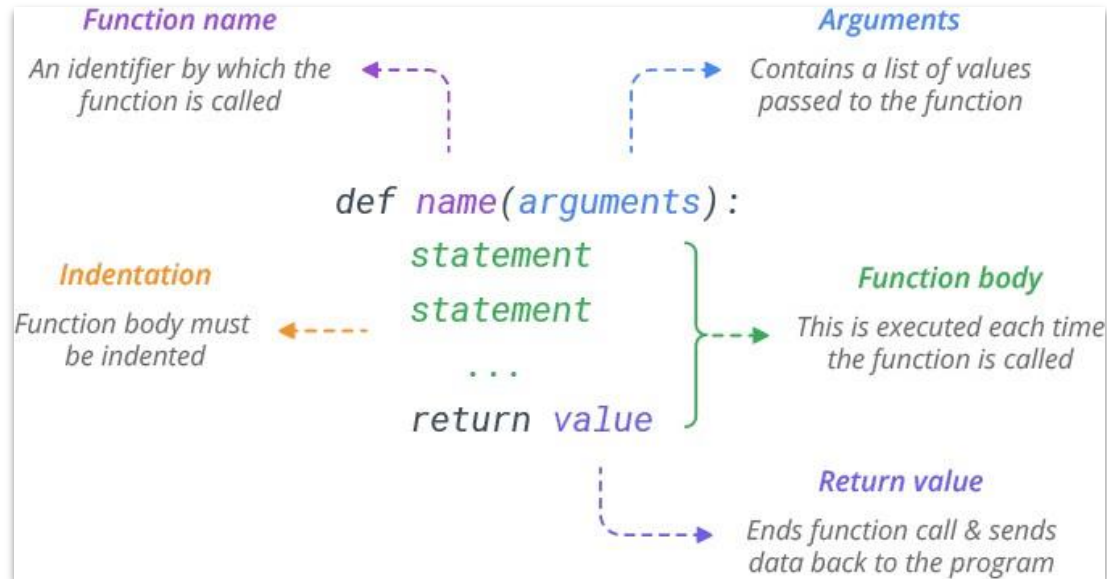 Function name
An identifier by which the
function is called
Arguments
Contains a list of values
passed to the function
def name(arguments):
statement
statement
...
return value
Indentation
Function body must
be indented
Function body
This is executed each time
the function is called
Return value
Ends function call & sends
data back to the program